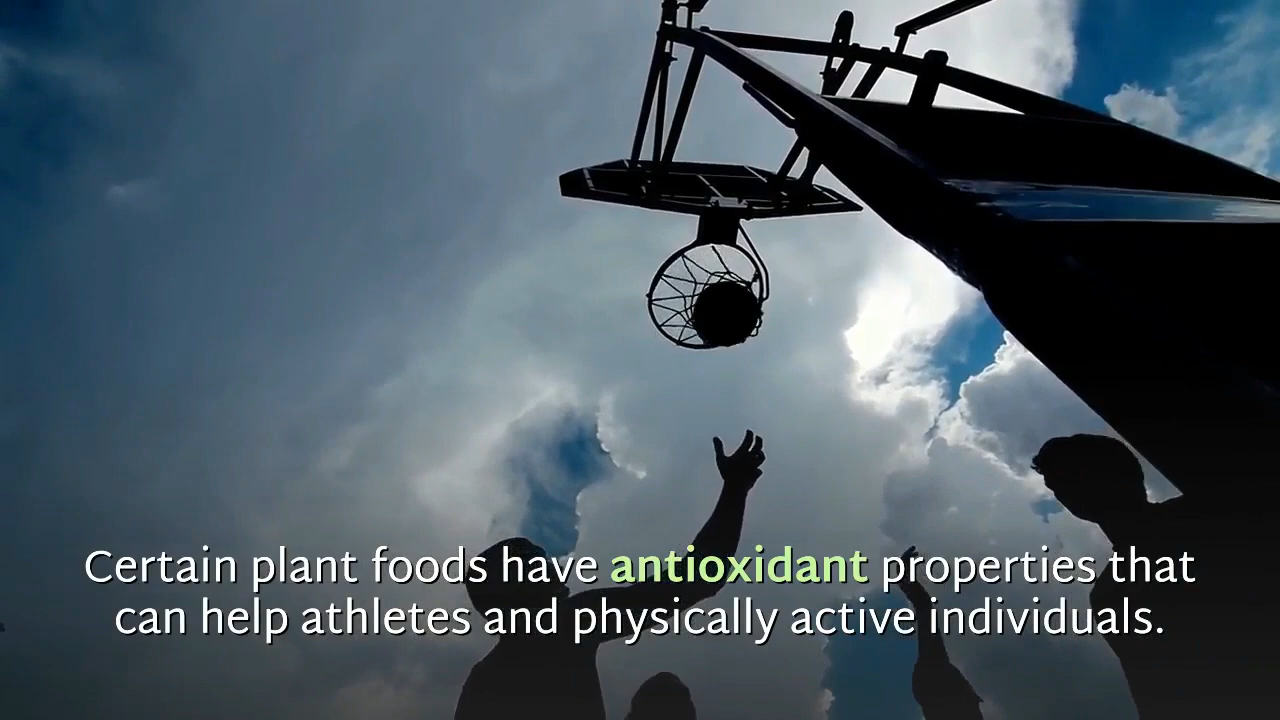 Certain plant foods have antioxidant properties that
can help athletes and physically active individuals.